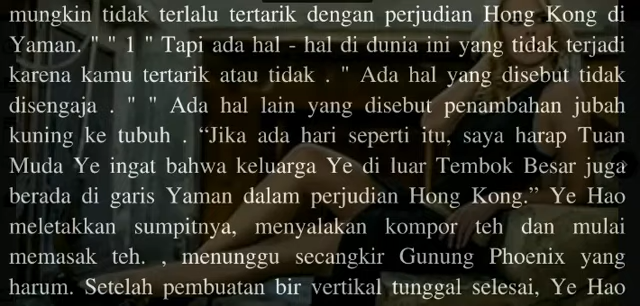 mungkin tidak terlalu tertarik dengan perjudian Hong Kong di
Yaman. " " 1 " Tapi ada hal - hal di dunia ini yang tidak terjadi
karena kamu tertarik atau tidak . " Ada hal yang disebut tidak
disengaja . " " Ada hal lain yang disebut penambahan jubah
kuning ke tubuh . “Jika ada hari seperti itu, saya harap Tuan
Muda Ye ingat bahwa keluarga Ye di luar Tembok Besar juga
berada di garis Yaman dalam perjudian Hong Kong.” Ye Hao
meletakkan sumpitnya, menyalakan kompor teh dan mulai
memasak teh. , menunggu secangkir Gunung Phoenix yang
harum. Setelah pembuatan bir vertikal tunggal selesai, Ye Hao